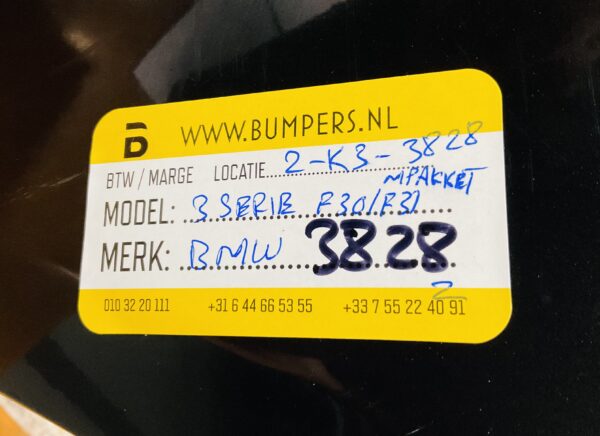 WWW.BUMPERS.NL
BTW / MARGE LOCATIE 2-K3-3828
MPAKKET
MODEL: 3 SERIE F30/F31
MERK: BMW 3828
2
010 32 20 111 +31 6 44 66 53 55 +33 7 55 22 40 91